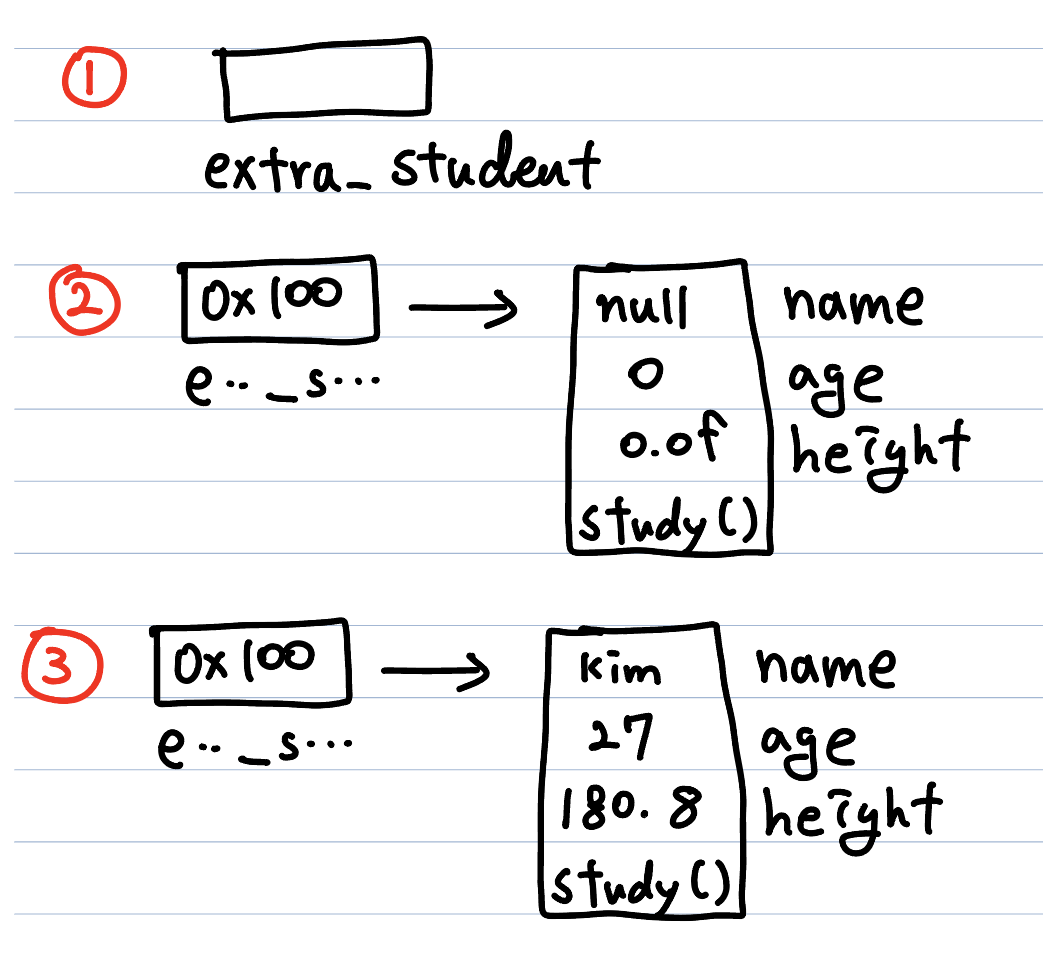 1
extra_student
2 0x100 null name
0 age
e.._s... 0.0f height
study()
3 0x100 kim name
27 age
e.._s... 180.8 height
study()